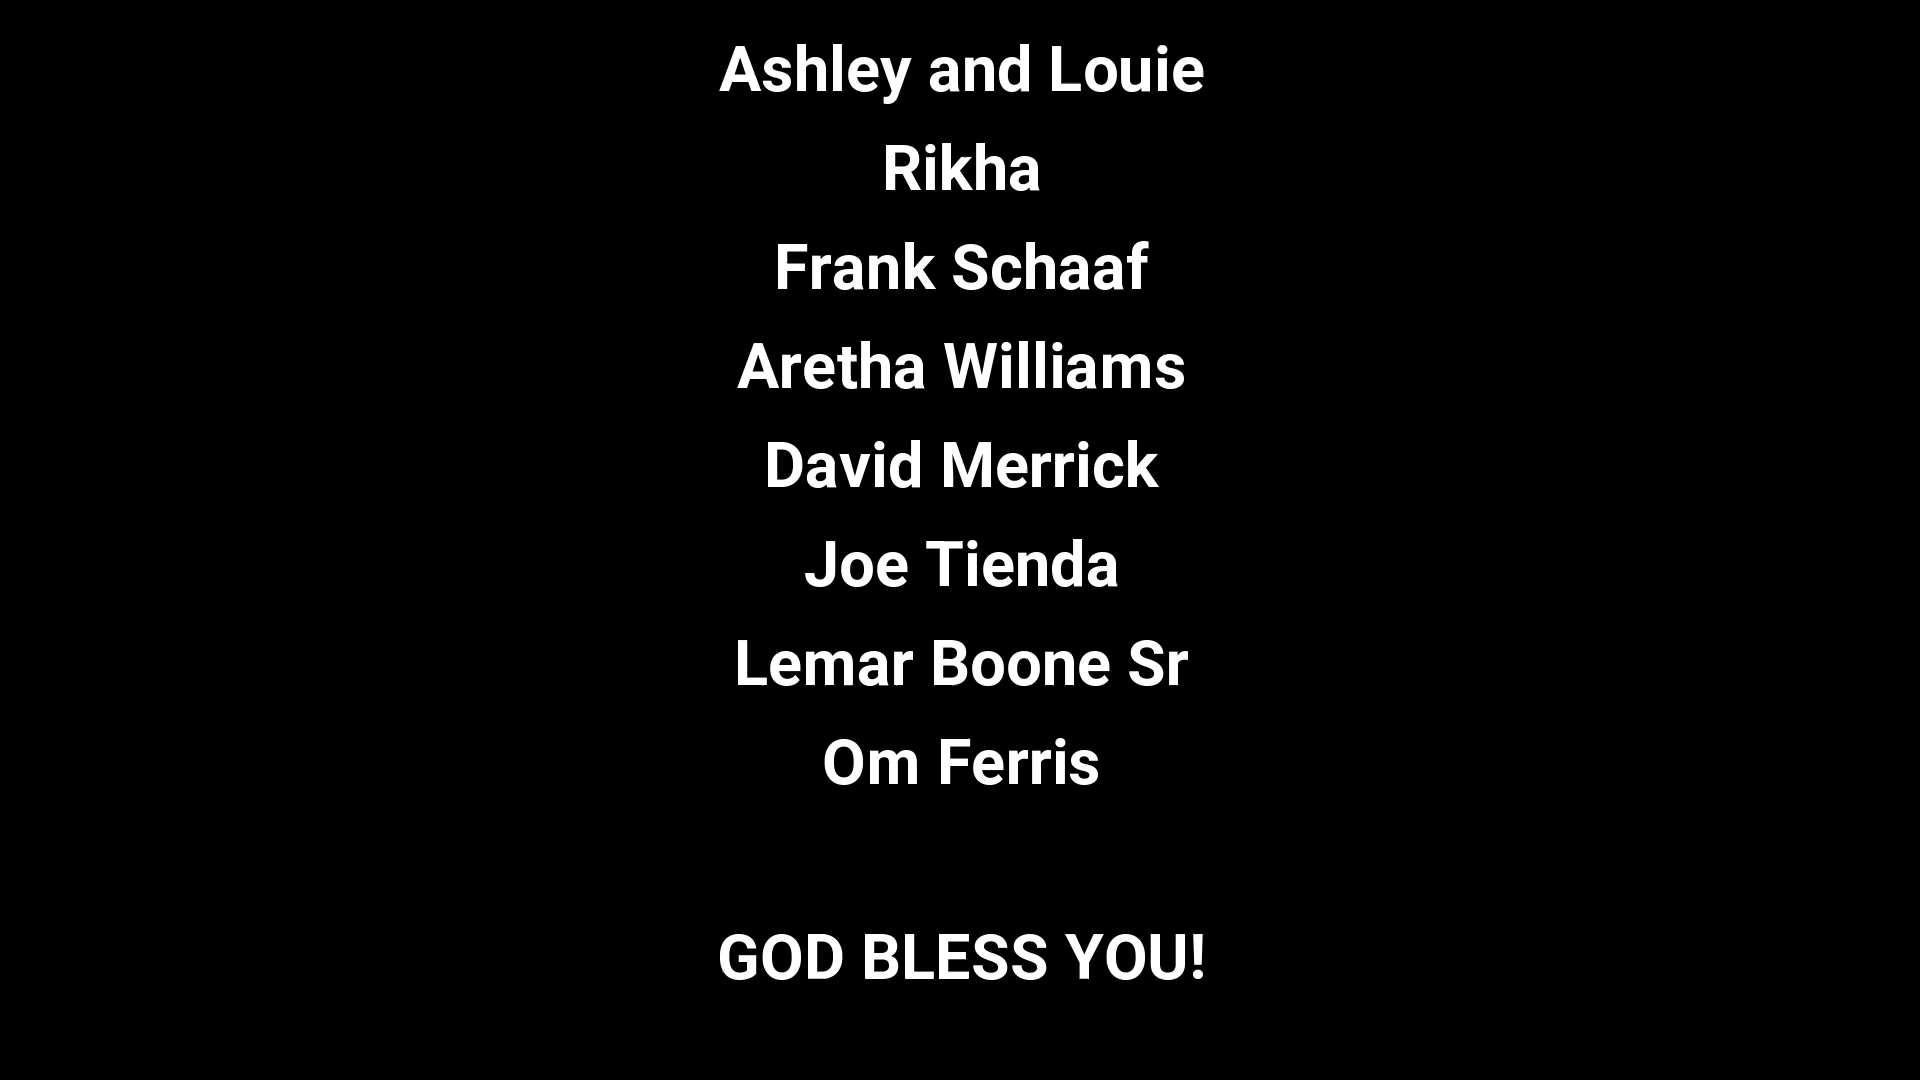 Ashley and Louie
Rikha
Frank Schaaf
Aretha Williams
David Merrick
Joe Tienda
Lemar Boone Sr
Om Ferris
GOD BLESS YOU!